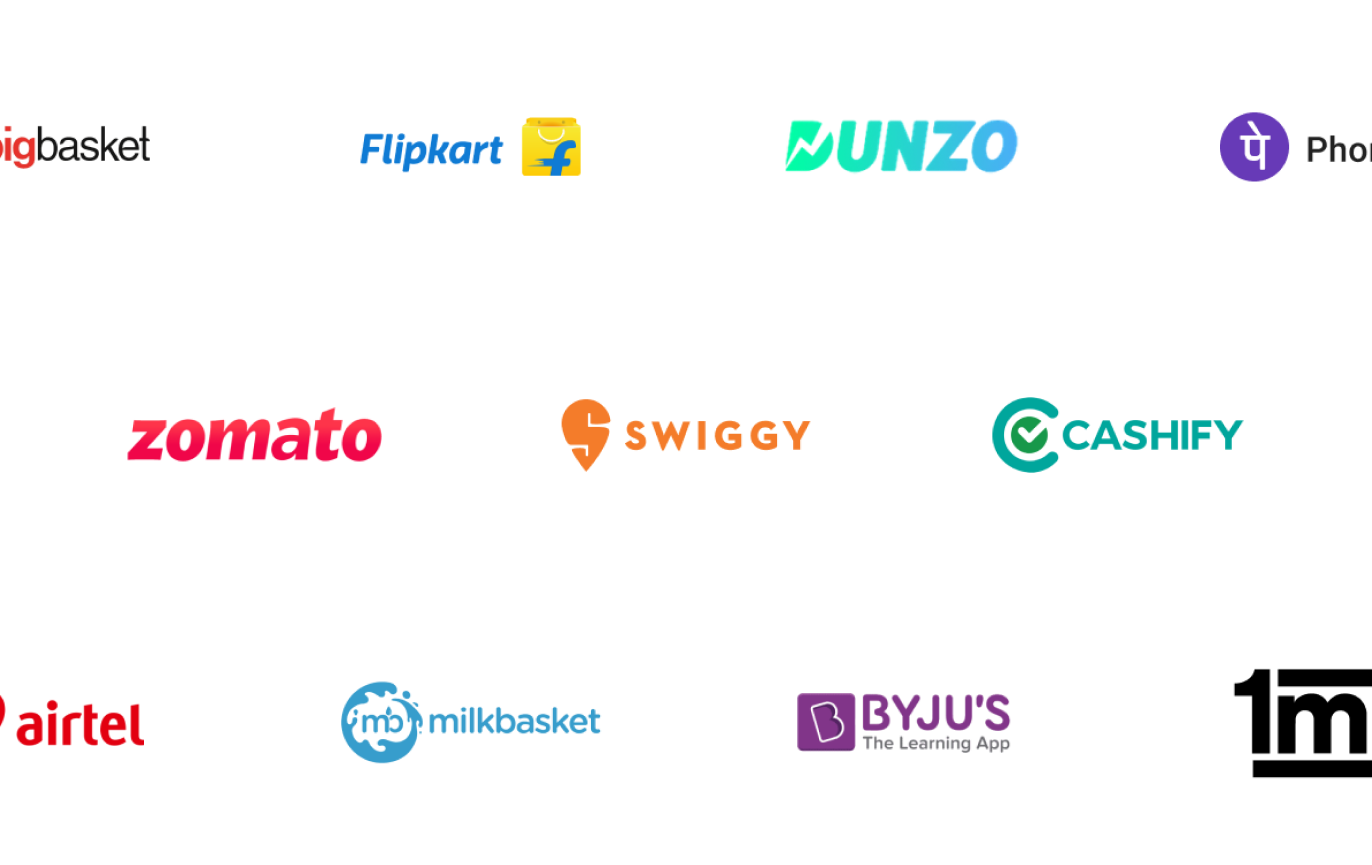 bigbasket
Flipkart f
DUNZO
पे Phon
zomato
SWIGGY
CASHIFY
airtel
mb milkbasket
B BYJU'S
The Learning App
1m